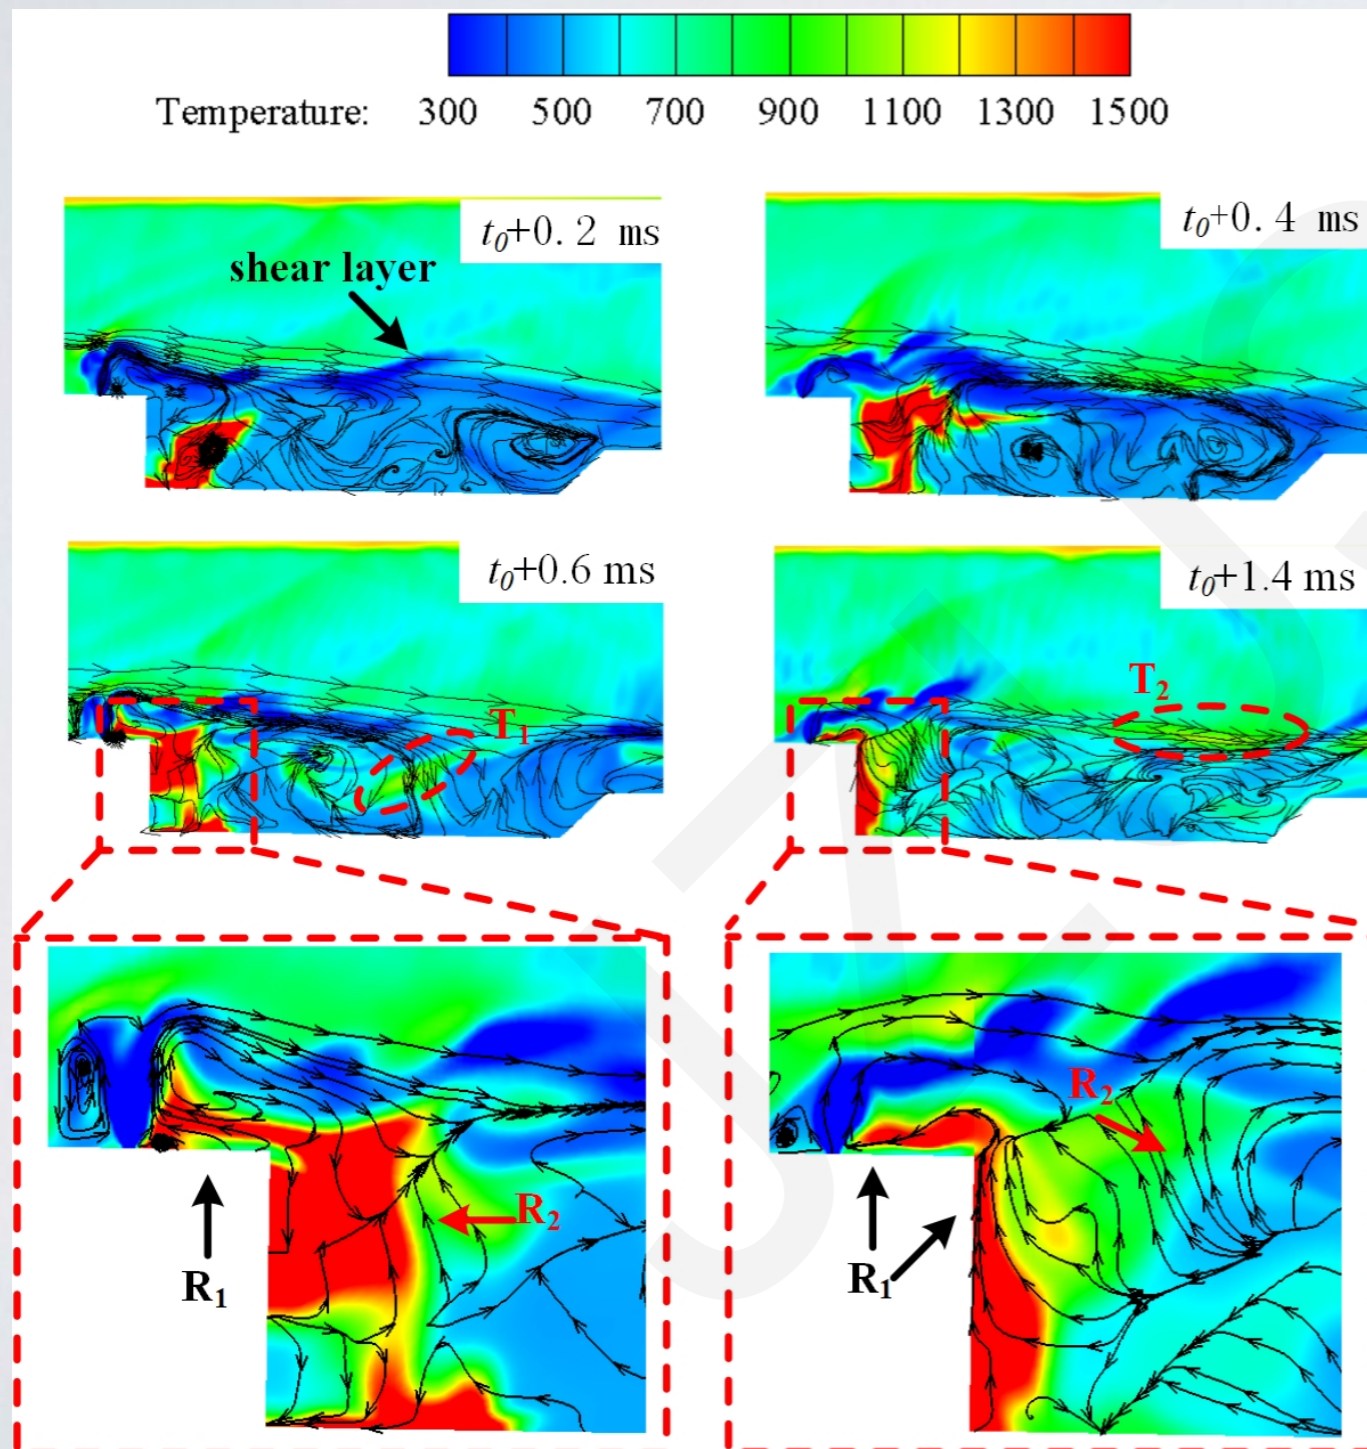 Temperature: 300 500 700 900 1100 1300 1500
t₀+0.2 ms
t₀+0.4 ms
shear layer
t₀+0.6 ms
t₀+1.4 ms
T₁
T₂
R₂
R₁
R₂
R₁